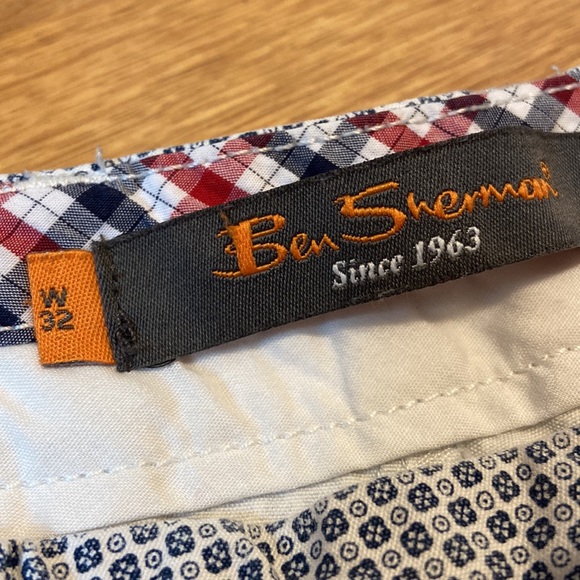 Ben Sherman
Since 1963
W
32